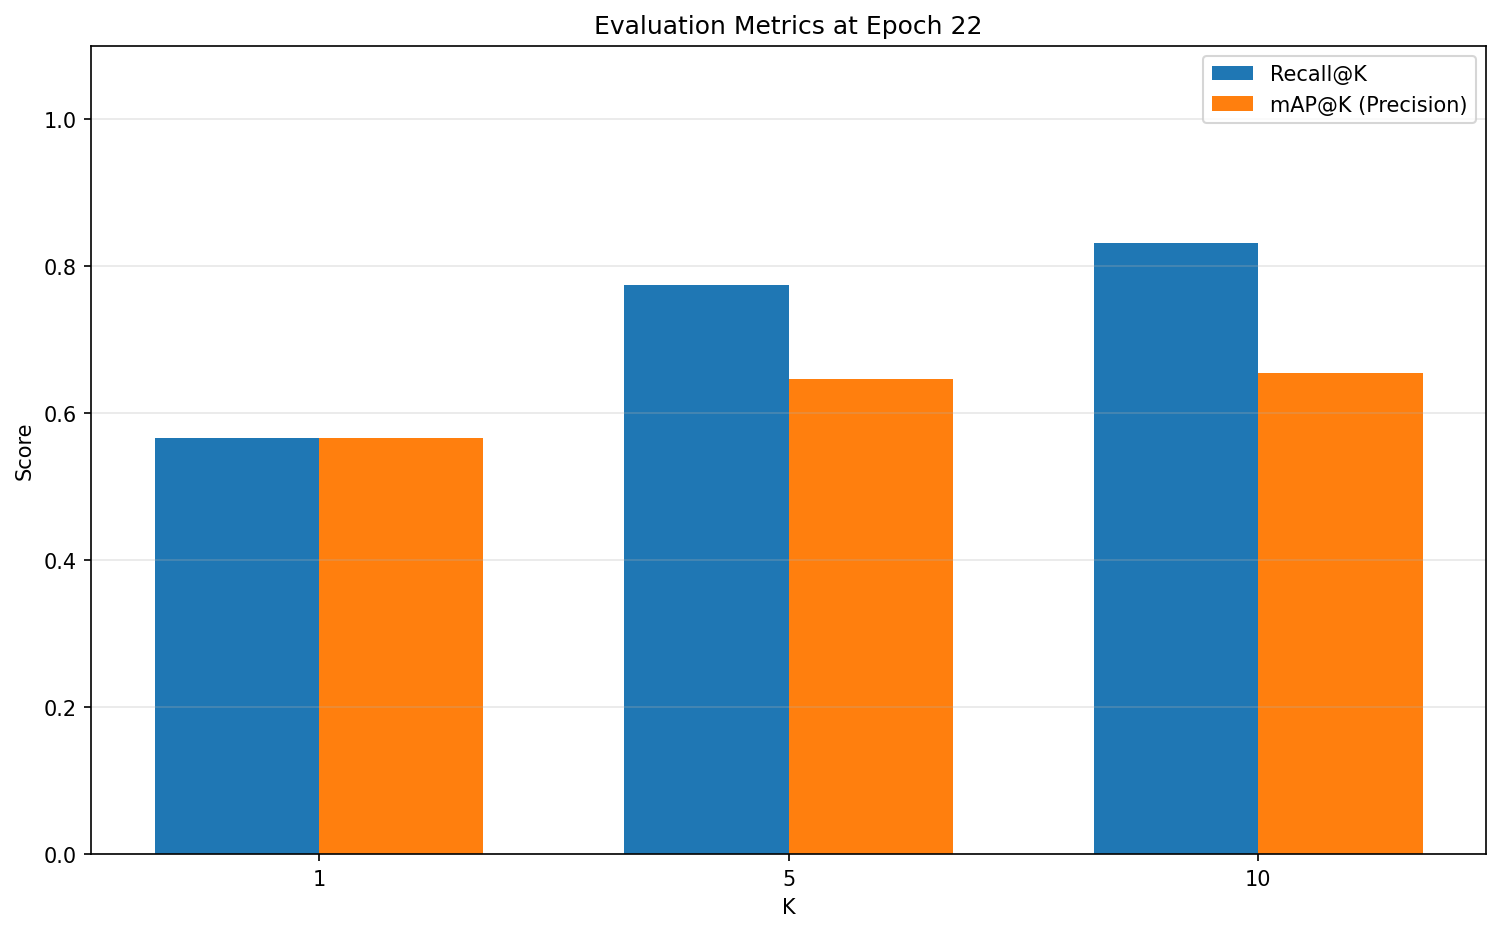 Evaluation Metrics at Epoch 22
Recall@K
mAP@K (Precision)
1.0
0.8
0.6
0.4
0.2
0.0
Score
1 5 10
K